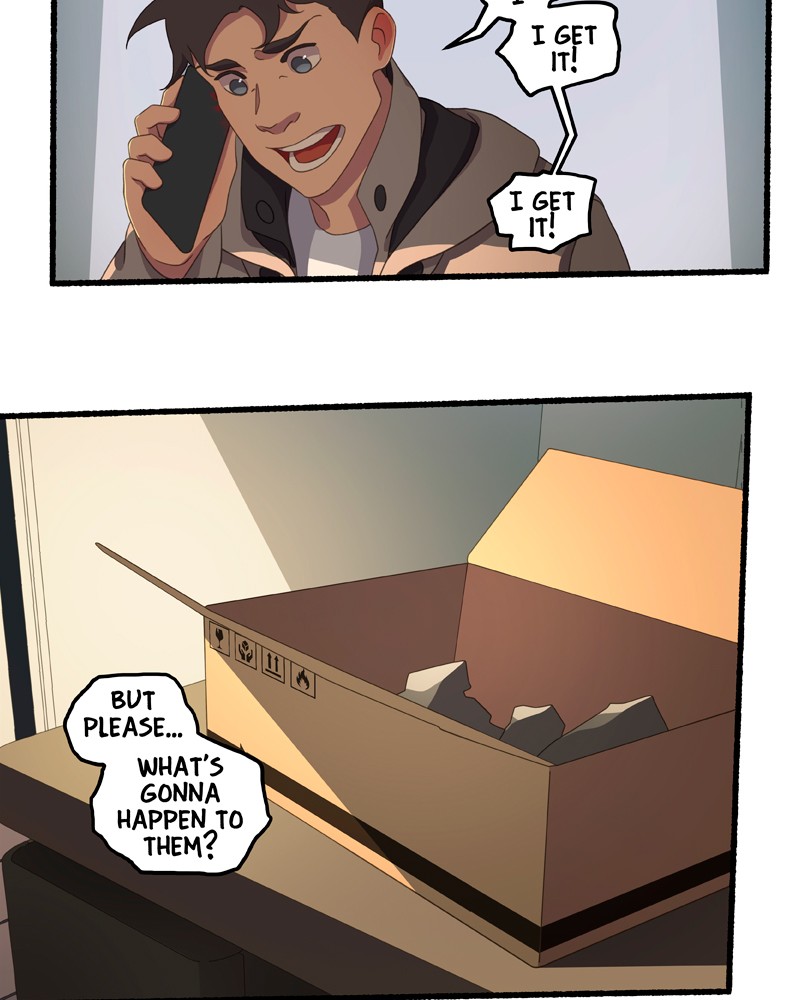 I GET
IT!
I GET
IT!
BUT
PLEASE...
WHAT'S
GONNA
HAPPEN TO
THEM?